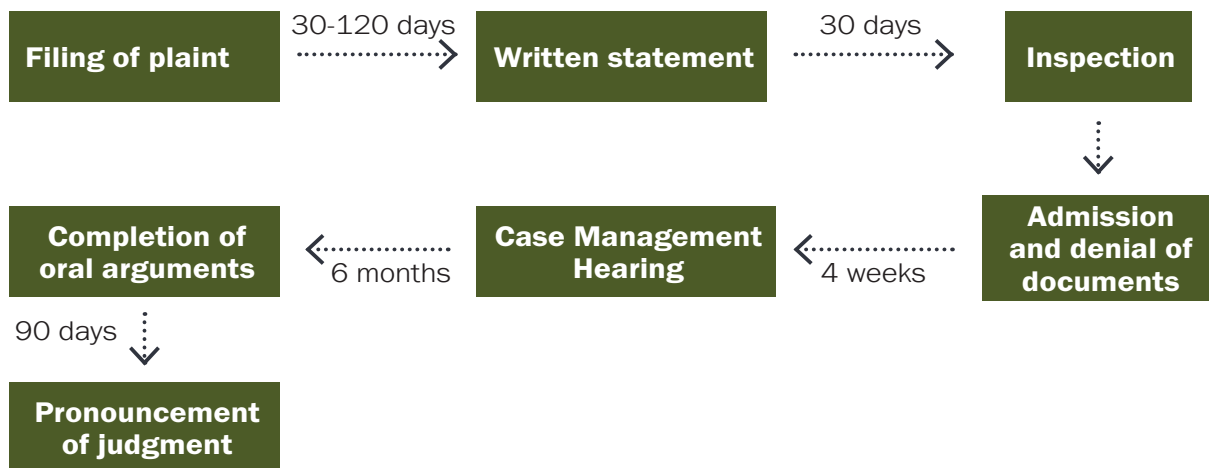 Filing of plaint
30-120 days
Written statement
30 days
Inspection
Admission
and denial of
documents
4 weeks
Case Management
Hearing
6 months
Completion of
oral arguments
90 days
Pronouncement
of judgment